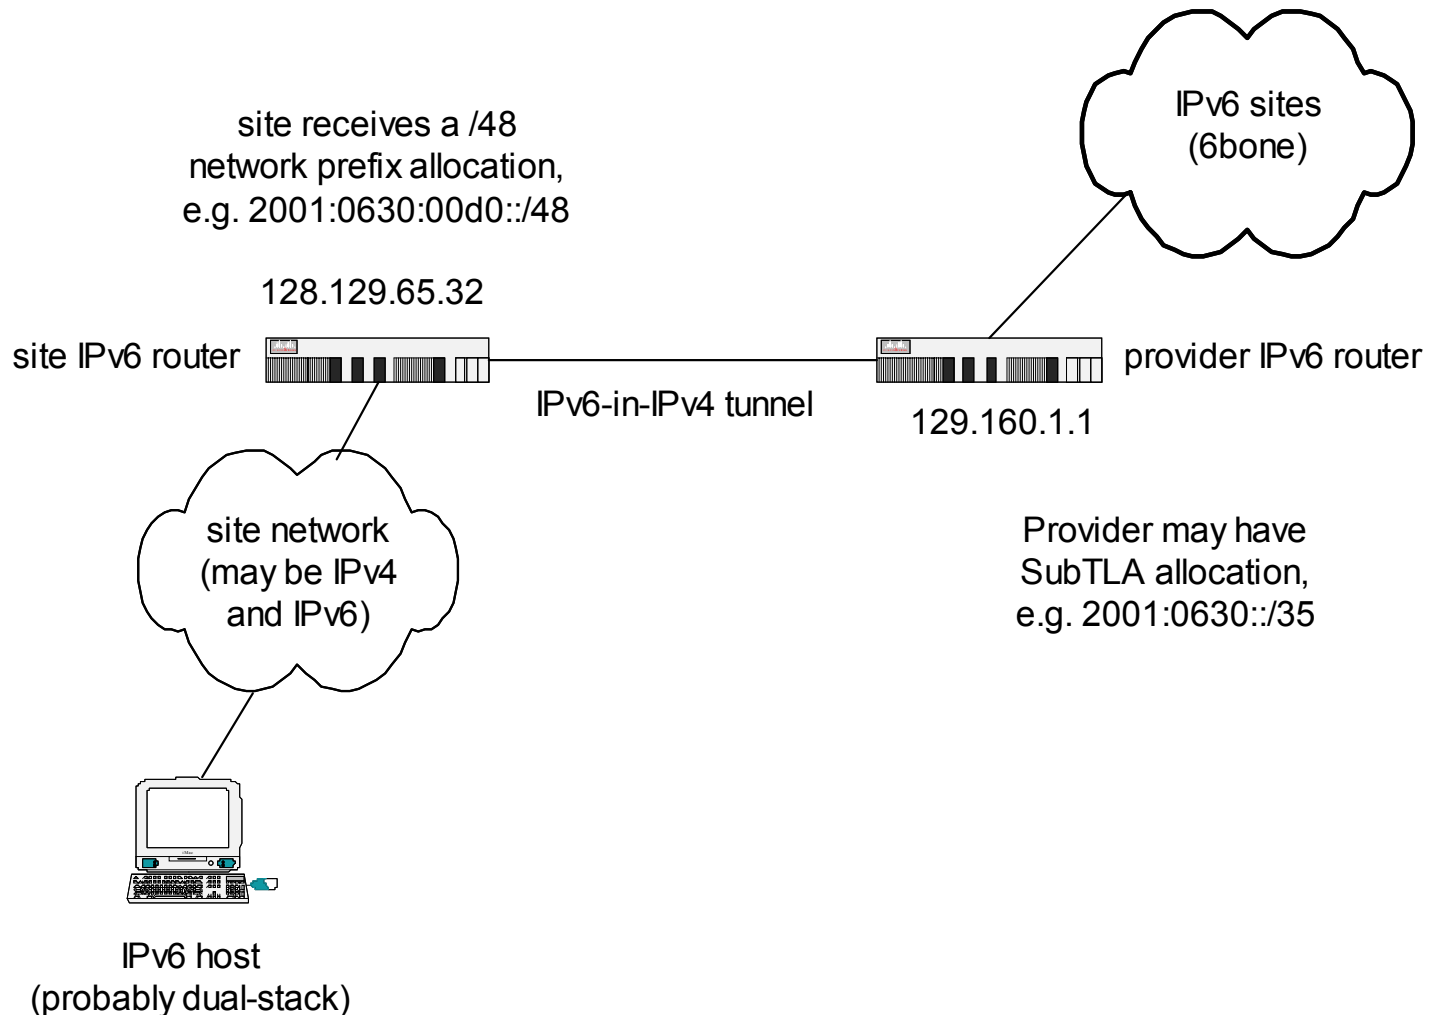 IPv6 sites
(6bone)
site receives a /48
network prefix allocation,
e.g. 2001:0630:00d0::/48
128.129.65.32
site IPv6 router
provider IPv6 router
IPv6-in-IPv4 tunnel
129.160.1.1
site network
(may be IPv4
and IPv6)
Provider may have
SubTLA allocation,
e.g. 2001:0630::/35
IPv6 host
(probably dual-stack)